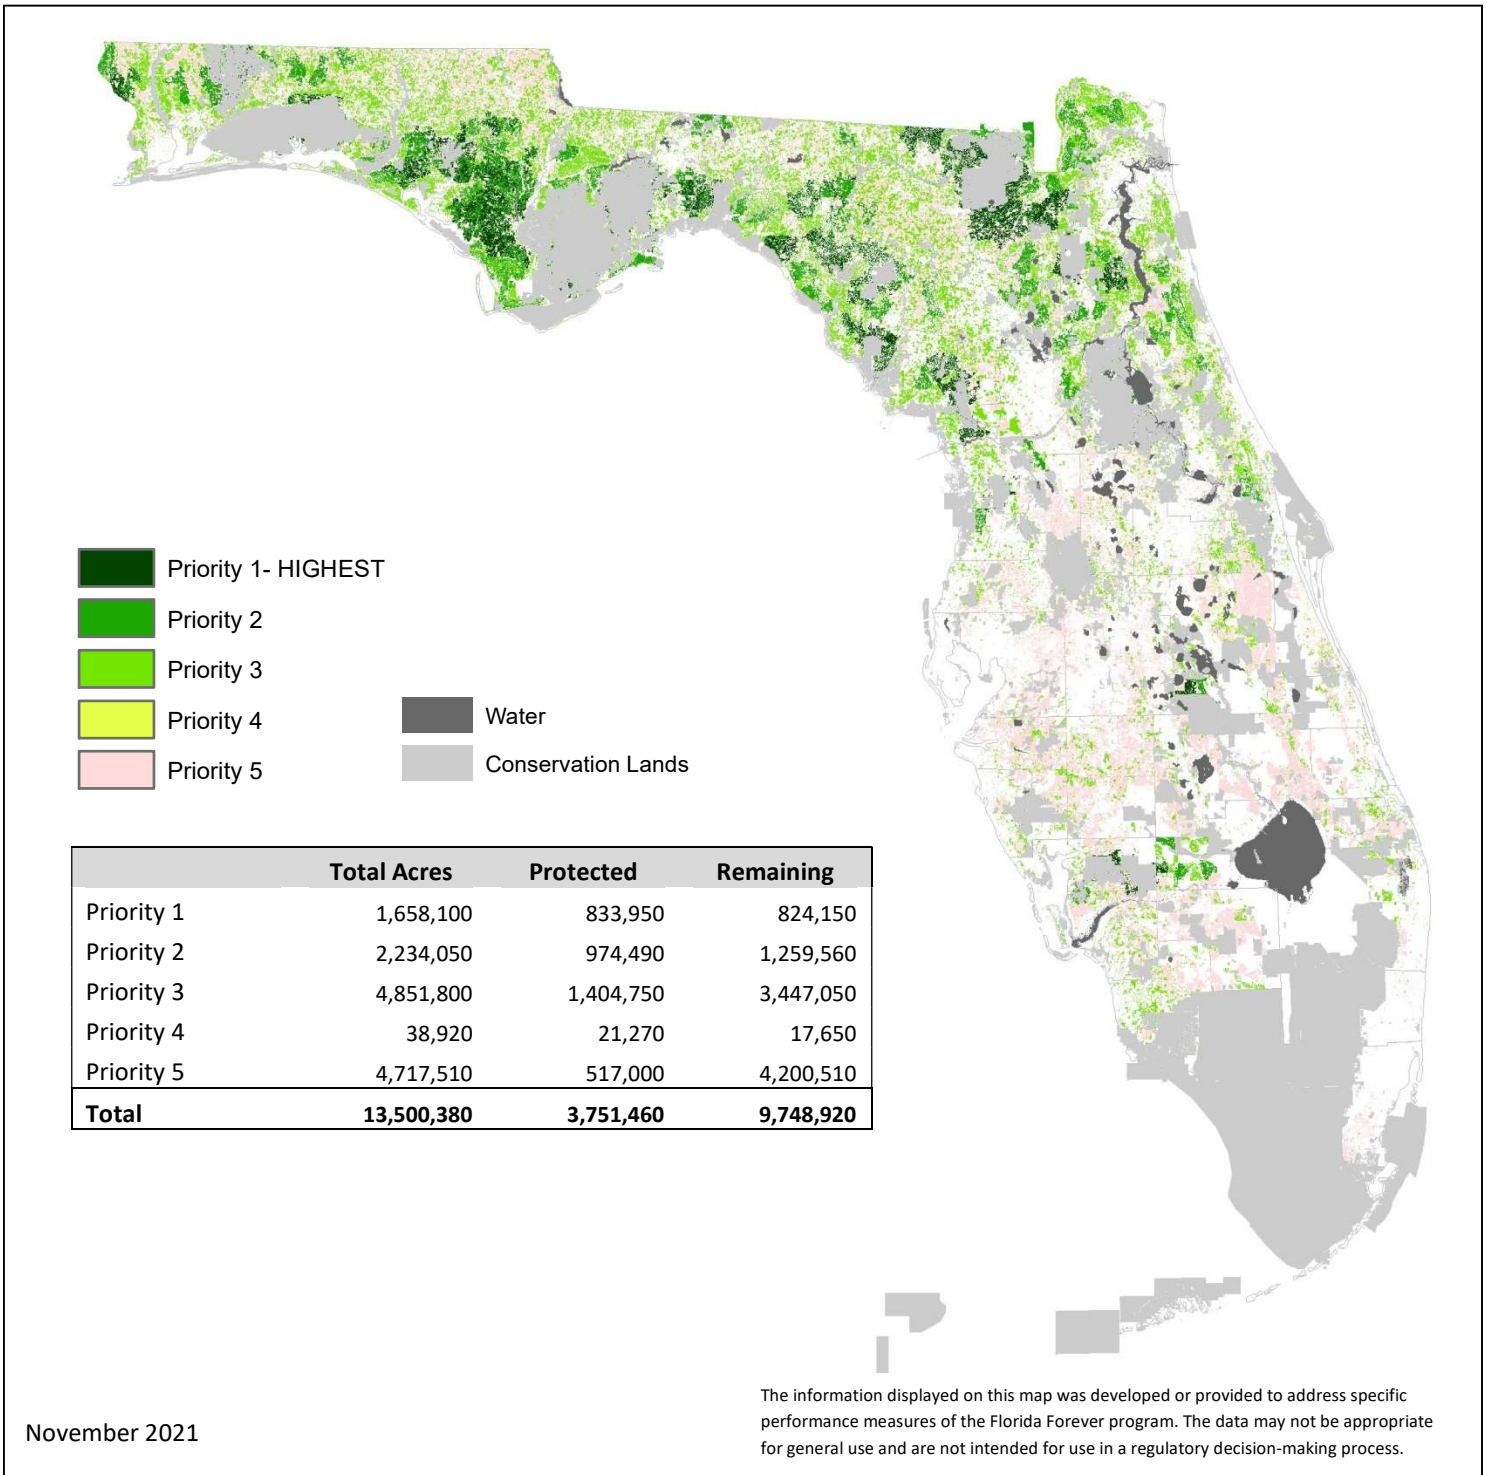 Priority 1- HIGHEST
Priority 2
Priority 3
Priority 4
Priority 5
Water
Conservation Lands
Total Acres Protected Remaining
Priority 1 1,658,100 833,950 824,150
Priority 2 2,234,050 974,490 1,259,560
Priority 3 4,851,800 1,404,750 3,447,050
Priority 4 38,920 21,270 17,650
Priority 5 4,717,510 517,000 4,200,510
Total 13,500,380 3,751,460 9,748,920
November 2021
The information displayed on this map was developed or provided to address specific
performance measures of the Florida Forever program. The data may not be appropriate
for general use and are not intended for use in a regulatory decision-making process.